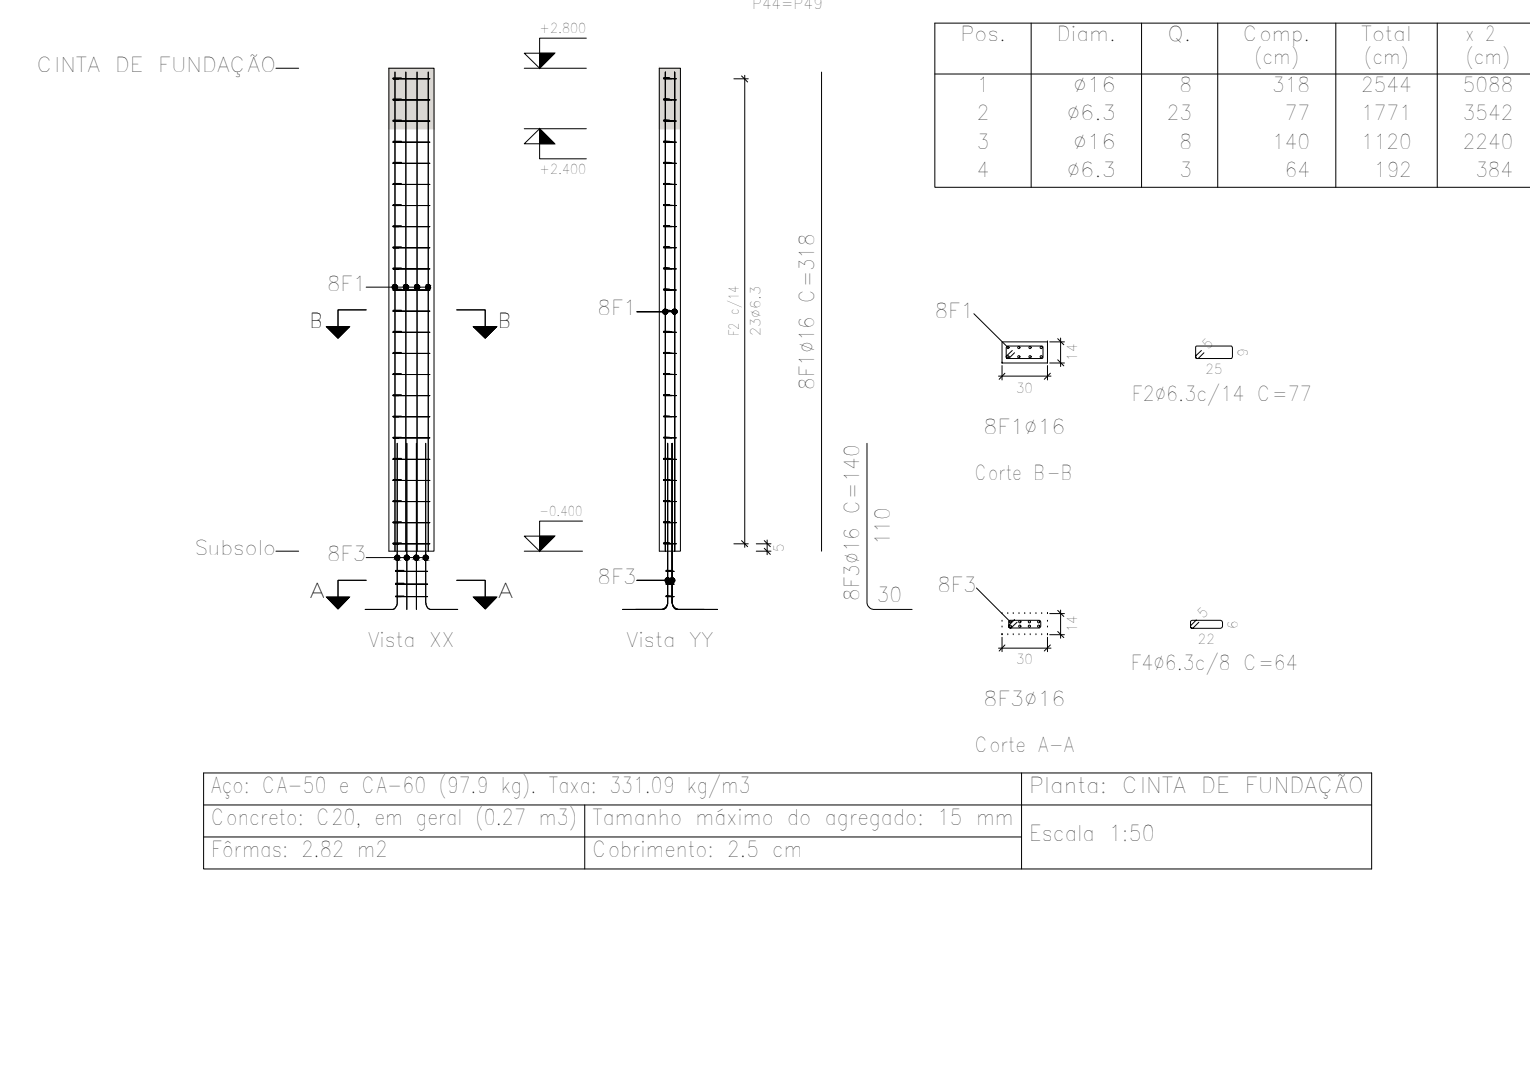 P44=P49
CINTA DE FUNDAÇÃO
+2.800
+2.400
8F1
B
B
8F1
F2 c/14
23ø6.3
8F1ø16 C=318
Subsolo
-0.400
8F3
A
A
8F3
5
8F3ø16 C=140
110
30
Vista XX
Vista YY
Pos. Diam. Q. Comp. (cm) Total (cm) x 2 (cm)
1 ø16 8 318 2544 5088
2 ø6.3 23 77 1771 3542
3 ø16 8 140 1120 2240
4 ø6.3 3 64 192 384
8F1
14
30
8F1ø16
Corte B-B
5
9
25
F2ø6.3c/14 C=77
8F3
14
30
8F3ø16
Corte A-A
5
6
22
F4ø6.3c/8 C=64
Aço: CA-50 e CA-60 (97.9 kg). Taxa: 331.09 kg/m3
Planta: CINTA DE FUNDAÇÃO
Concreto: C20, em geral (0.27 m3)
Tamanho máximo do agregado: 15 mm
Escala 1:50
Fôrmas: 2.82 m2
Cobrimento: 2.5 cm